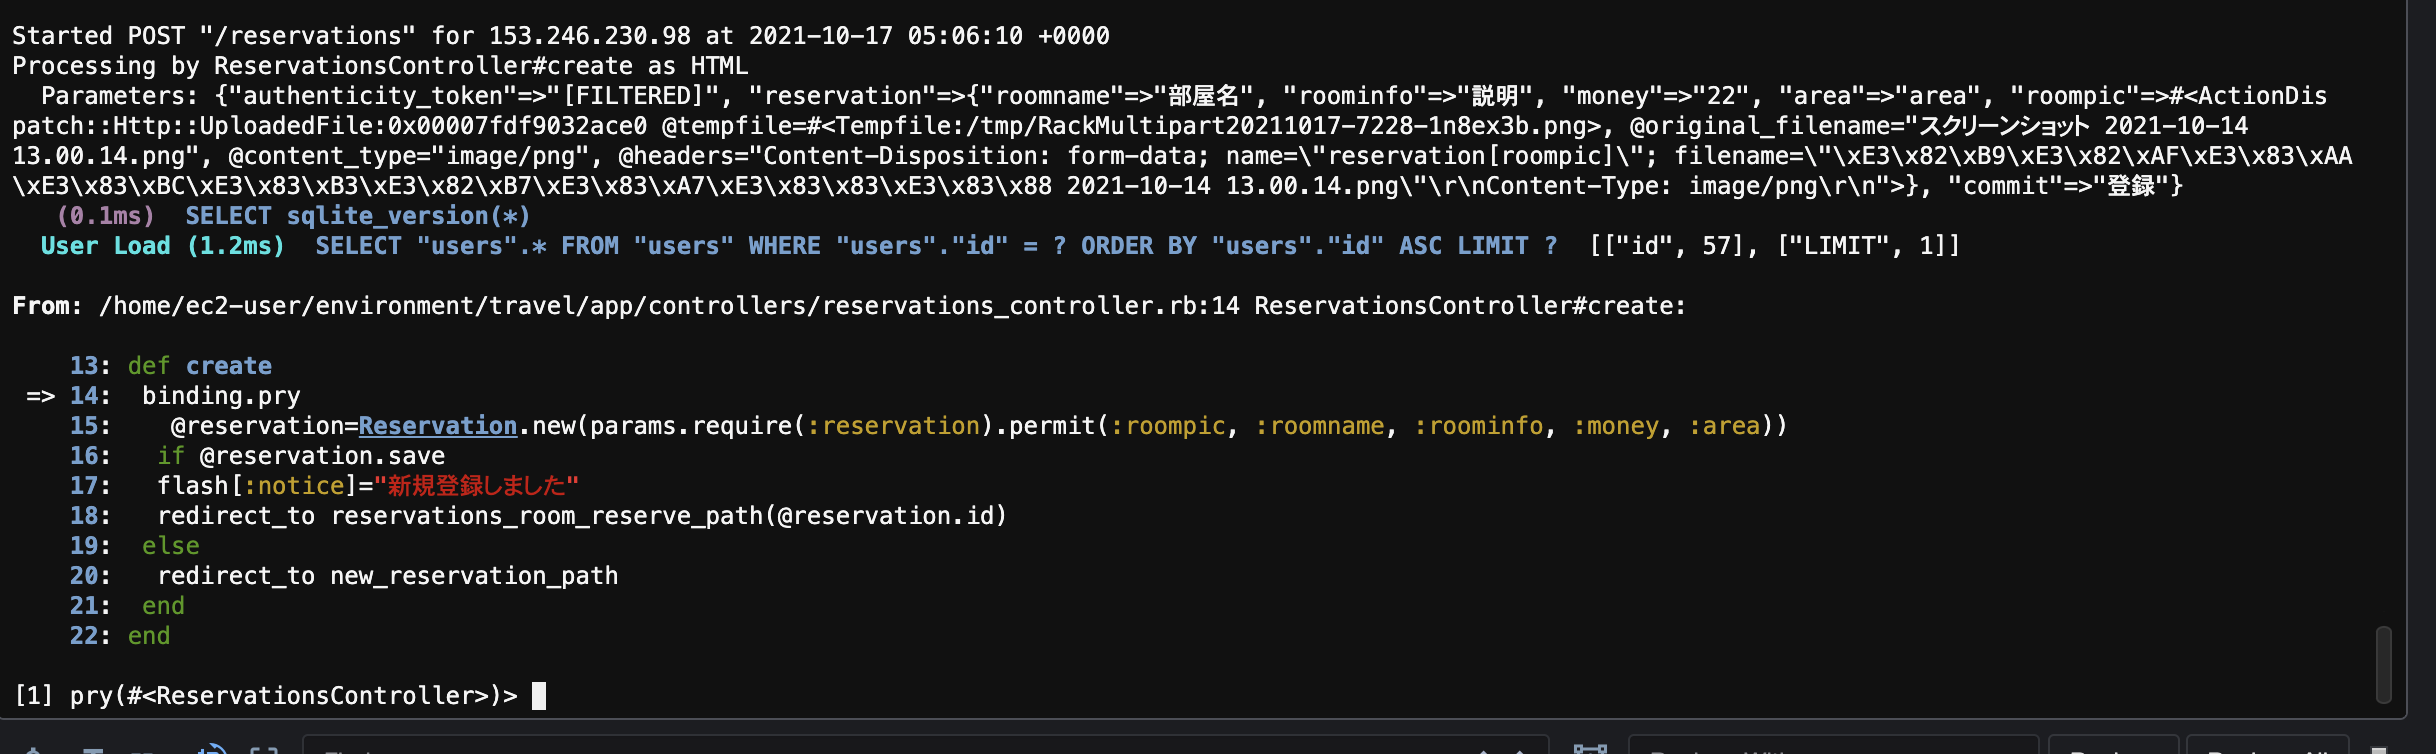 Started POST "/reservations" for 153.246.230.98 at 2021-10-17 05:06:10 +0000
Processing by ReservationsController#create as HTML
  Parameters: {"authenticity_token"=>"[FILTERED]", "reservation"=>{"roomname"=>"部屋名", "roominfo"=>"説明", "money"=>"22", "area"=>"area", "roompic"=>#<ActionDis
patch::Http::UploadedFile:0x00007fdf9032ace0 @tempfile=#<Tempfile:/tmp/RackMultipart20211017-7228-1n8ex3b.png>, @original_filename="スクリーンショット 2021-10-14
13.00.14.png", @content_type="image/png", @headers="Content-Disposition: form-data; name=\"reservation[roompic]\"; filename=\"\xE3\x82\xB9\xE3\x82\xAF\xE3\x83\xAA
\xE3\x83\xBC\xE3\x83\xB3\xE3\x82\xB7\xE3\x83\xA7\xE3\x83\x83\xE3\x83\x88 2021-10-14 13.00.14.png\"\r\nContent-Type: image/png\r\n">}, "commit"=>"登録"}
   (0.1ms)  SELECT sqlite_version(*)
  User Load (1.2ms)  SELECT "users".* FROM "users" WHERE "users"."id" = ? ORDER BY "users"."id" ASC LIMIT ?  [["id", 57], ["LIMIT", 1]]
From: /home/ec2-user/environment/travel/app/controllers/reservations_controller.rb:14 ReservationsController#create:
    13: def create
 => 14:  binding.pry
    15:    @reservation=Reservation.new(params.require(:reservation).permit(:roompic, :roomname, :roominfo, :money, :area))
    16:   if @reservation.save
    17:   flash[:notice]="新規登録しました"
    18:   redirect_to reservations_room_reserve_path(@reservation.id)
    19:  else
    20:   redirect_to new_reservation_path
    21:  end
    22: end
[1] pry(#<ReservationsController>)>